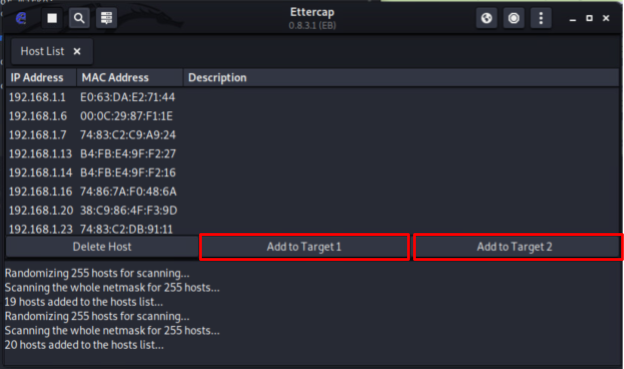 Ettercap
0.8.3.1 (EB)
Host List ×
IP Address MAC Address Description
192.168.1.1 E0:63:DA:E2:71:44
192.168.1.6 00:0C:29:87:F1:1E
192.168.1.7 74:83:C2:C9:A9:24
192.168.1.13 B4:FB:E4:9F:F2:27
192.168.1.14 B4:FB:E4:9F:F2:16
192.168.1.16 74:86:7A:F0:48:6A
192.168.1.20 38:C9:86:4F:F3:9D
192.168.1.23 74:83:C2:DB:91:11
Delete Host Add to Target 1 Add to Target 2
Randomizing 255 hosts for scanning...
Scanning the whole netmask for 255 hosts...
19 hosts added to the hosts list...
Randomizing 255 hosts for scanning...
Scanning the whole netmask for 255 hosts...
20 hosts added to the hosts list...